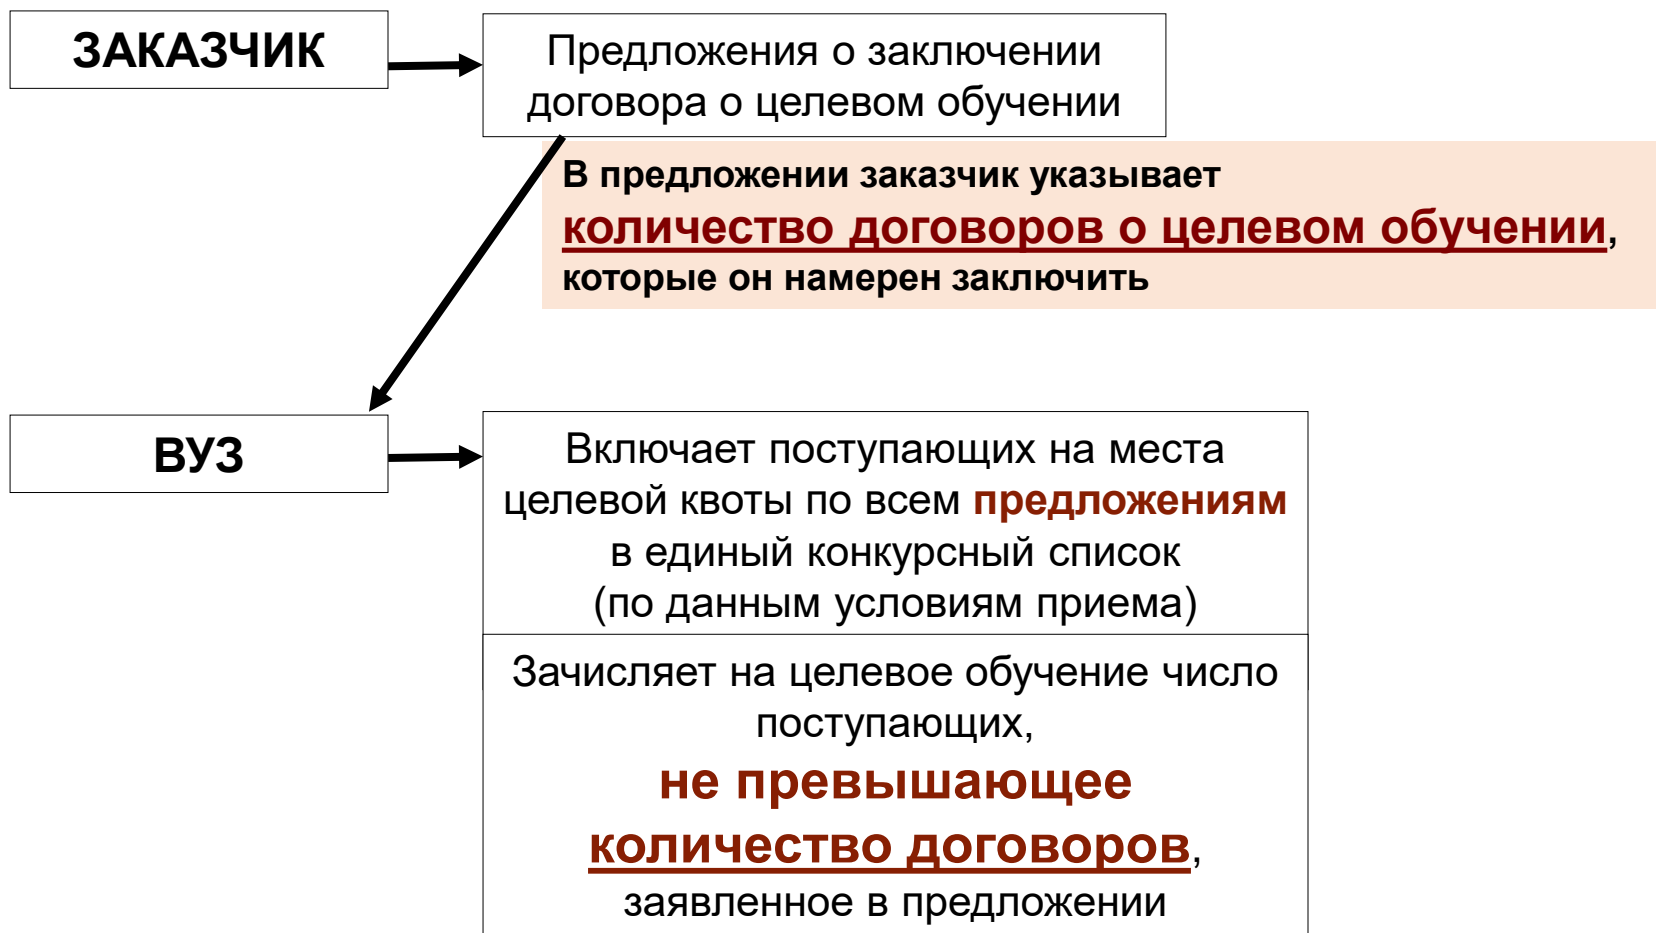 ЗАКАЗЧИК
Предложения о заключении
договора о целевом обучении
В предложении заказчик указывает
количество договоров о целевом обучении,
которые он намерен заключить
ВУЗ
Включает поступающих на места
целевой квоты по всем предложениям
в единый конкурсный список
(по данным условиям приема)
Зачисляет на целевое обучение число
поступающих,
не превышающее
количество договоров,
заявленное в предложении